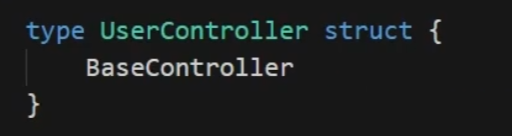 type UserController struct {
    BaseController
}